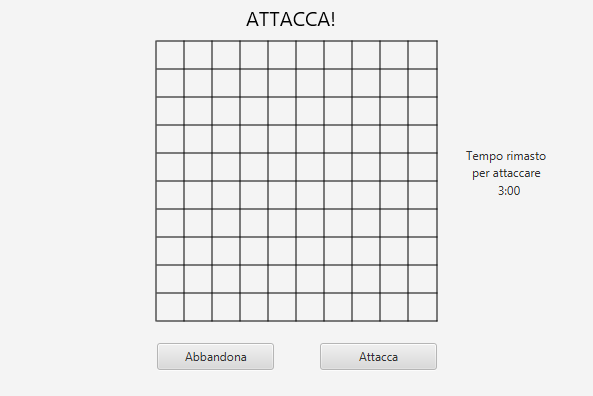 ATTACCA!
Tempo rimasto
per attaccare
3:00
Abbandona
Attacca